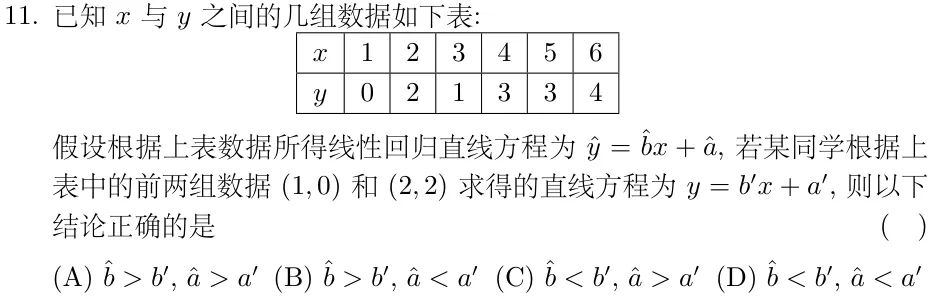 11. 已知 x 与 y 之间的几组数据如下表:
x 1 2 3 4 5 6
y 0 2 1 3 3 4
假设根据上表数据所得线性回归直线方程为 ŷ = b̂x + â, 若某同学根据上
表中的前两组数据 (1,0) 和 (2,2) 求得的直线方程为 y = b′x + a′, 则以下
结论正确的是 ( )
(A) b̂ > b′, â > a′ (B) b̂ > b′, â < a′ (C) b̂ < b′, â > a′ (D) b̂ < b′, â < a′